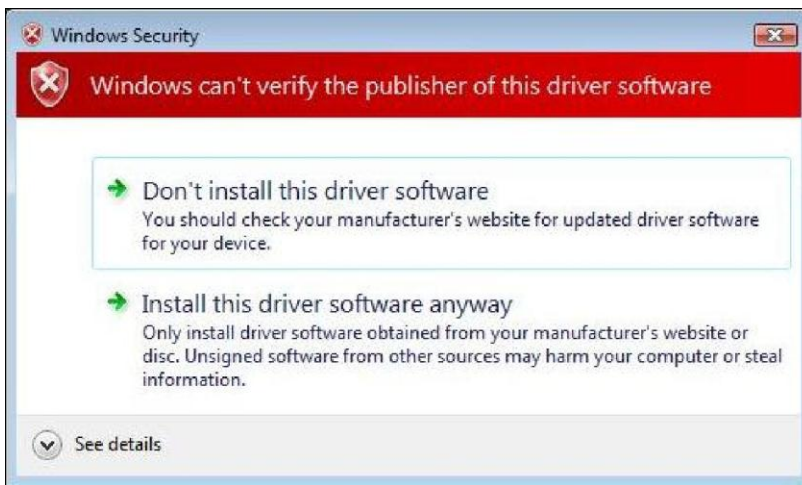 Windows Security
Windows can't verify the publisher of this driver software
Don't install this driver software
You should check your manufacturer's website for updated driver software
for your device.
Install this driver software anyway
Only install driver software obtained from your manufacturer's website or
disc. Unsigned software from other sources may harm your computer or steal
information.
See details